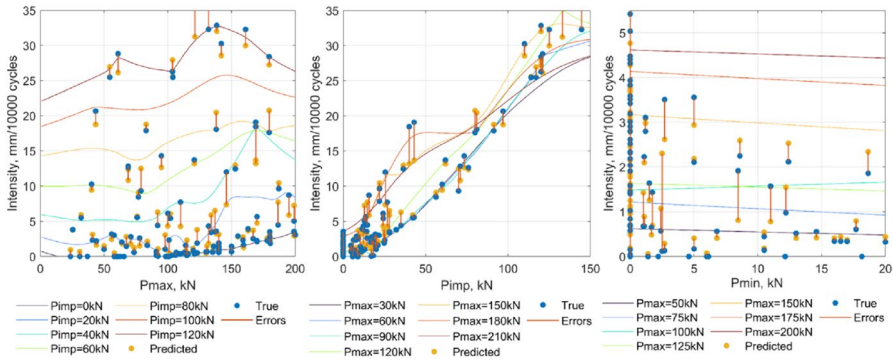 35
30
25
20
15
10
5
0
Intensity, mm/10000 cycles
0 50 100 150 200
Pmax, kN
Pimp=0kN Pimp=80kN True
Pimp=20kN Pimp=100kN Errors
Pimp=40kN Pimp=120kN
Pimp=60kN Predicted
35
30
25
20
15
10
5
0
Intensity, mm/10000 cycles
0 50 100 150
Pimp, kN
Pmax=30kN Pmax=150kN True
Pmax=60kN Pmax=180kN Errors
Pmax=90kN Pmax=210kN
Pmax=120kN Predicted
5
4
3
2
1
0
Intensity, mm/10000 cycles
0 5 10 15 20
Pmin, kN
Pmax=50kN Pmax=150kN True
Pmax=75kN Pmax=175kN Errors
Pmax=100kN Pmax=200kN
Pmax=125kN Predicted